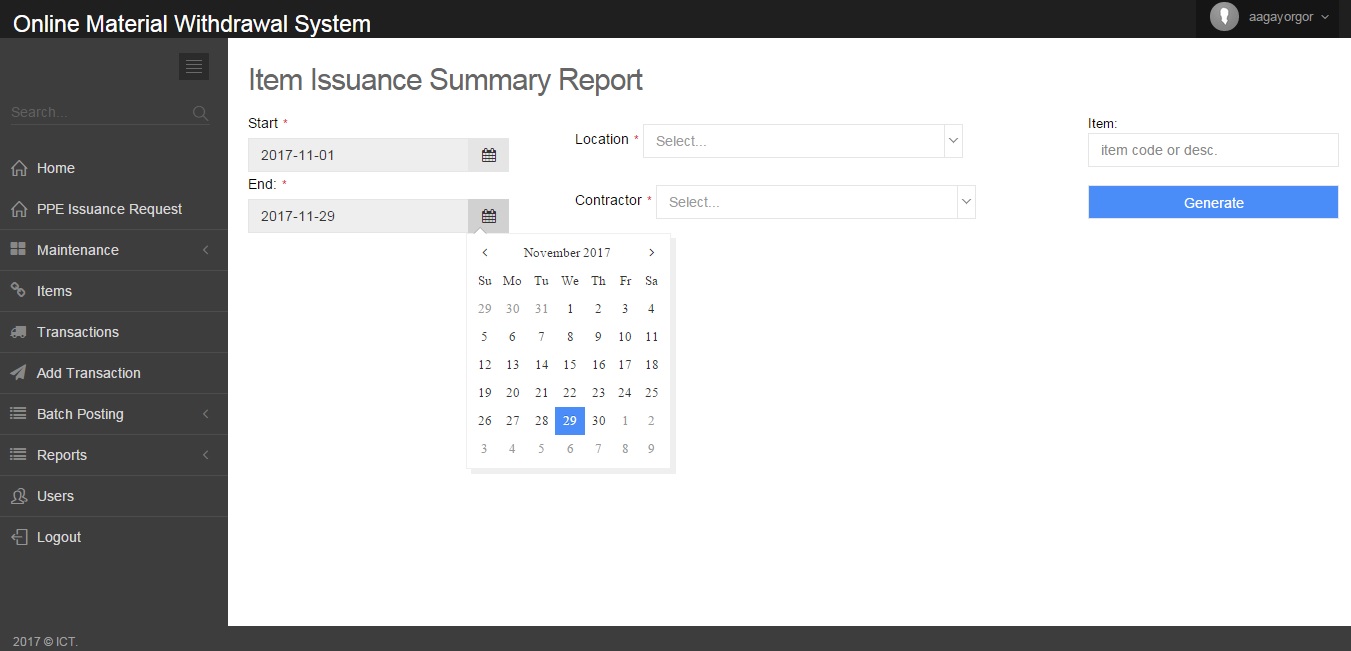 Online Material Withdrawal System
aagayorgor
Search...
Home
PPE Issuance Request
Maintenance
Items
Transactions
Add Transaction
Batch Posting
Reports
Users
Logout
Item Issuance Summary Report
Start *
2017-11-01
End: *
2017-11-29
Location * Select...
Contractor * Select...
Item:
item code or desc.
Generate
November 2017
Su Mo Tu We Th Fr Sa
29 30 31 1 2 3 4
5 6 7 8 9 10 11
12 13 14 15 16 17 18
19 20 21 22 23 24 25
26 27 28 29 30 1 2
3 4 5 6 7 8 9
2017 © ICT.